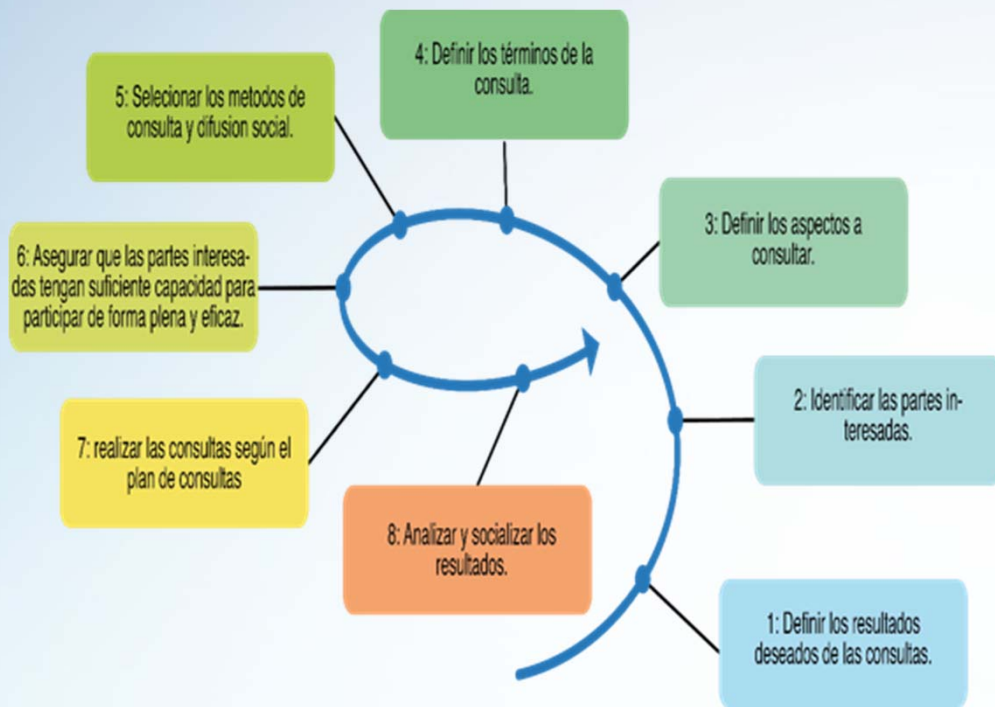 1: Definir los resultados
deseados de las consultas.
2: Identificar las partes in-
teresadas.
3: Definir los aspectos a
consultar.
4: Definir los términos de la
consulta.
5: Selecionar los metodos de
consulta y difusion social.
6: Asegurar que las partes interesa-
das tengan suficiente capacidad para
participar de forma plena y eficaz.
7: realizar las consultas según el
plan de consultas
8: Analizar y socializar los
resultados.